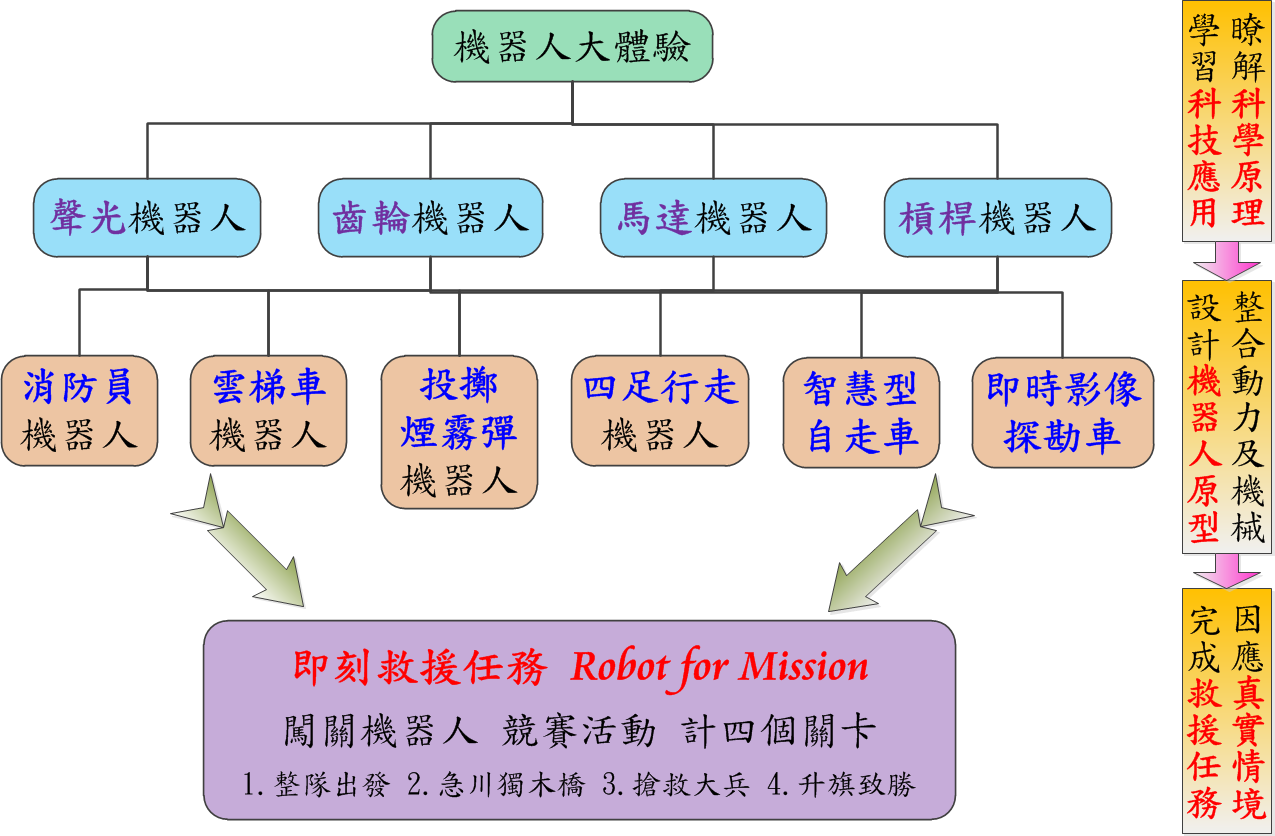 機器人大體驗
聲光機器人
齒輪機器人
馬達機器人
槓桿機器人
消防員
機器人
雲梯車
機器人
投擲
煙霧彈
機器人
四足行走
機器人
智慧型
自走車
即時影像
探勘車
即刻救援任務 Robot for Mission
闖關機器人 競賽活動 計四個關卡
1.整隊出發 2.急川獨木橋 3.搶救大兵 4.升旗致勝
瞭解科學原理
學習科技應用
整合動力及機械
設計機器人原型
因應真實情境
完成救援任務